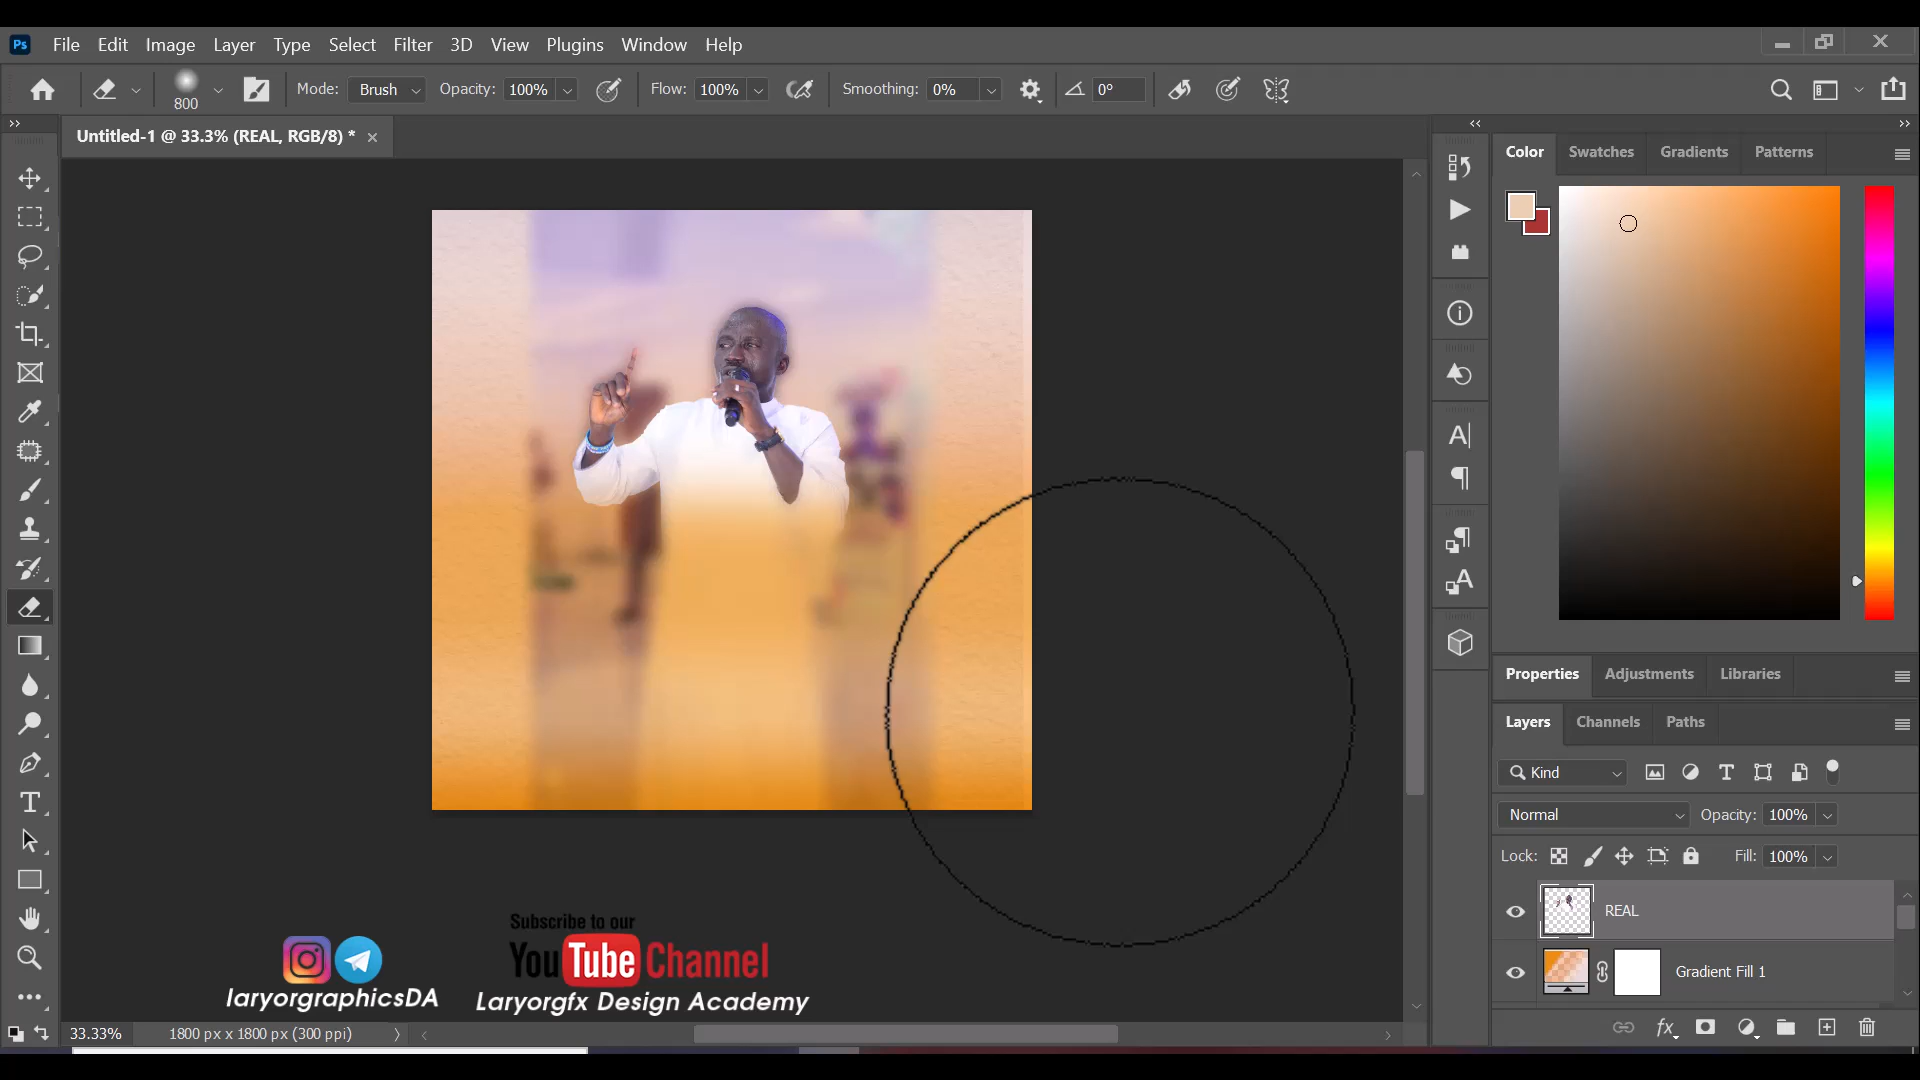 Ps File Edit Image Layer Type Select Filter 3D View Plugins Window Help
800 Mode: Brush Opacity: 100% Flow: 100% Smoothing: 0% 0°
Untitled-1 @ 33.3% (REAL, RGB/8) *
Color Swatches Gradients Patterns
Properties Adjustments Libraries
Layers Channels Paths
Kind
Normal Opacity: 100%
Lock: Fill: 100%
REAL
Gradient Fill 1
fx
Subscribe to our
YouTube Channel
laryorgraphicsDA
Laryorgfx Design Academy
33.33% 1800 px x 1800 px (300 ppi)